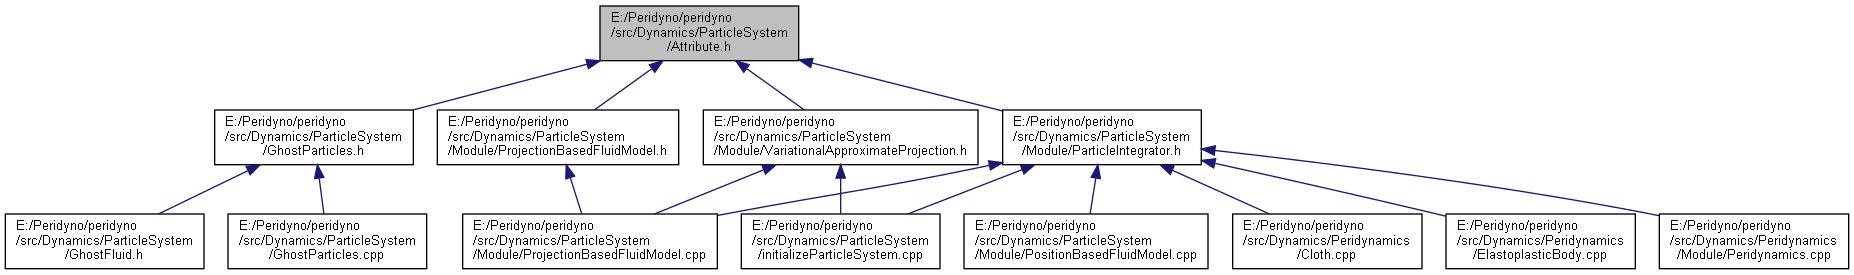 E:/Peridyno/peridyno
/src/Dynamics/ParticleSystem
/Attribute.h
E:/Peridyno/peridyno
/src/Dynamics/ParticleSystem
/GhostParticles.h
E:/Peridyno/peridyno
/src/Dynamics/ParticleSystem
/Module/ProjectionBasedFluidModel.h
E:/Peridyno/peridyno
/src/Dynamics/ParticleSystem
/Module/VariationalApproximateProjection.h
E:/Peridyno/peridyno
/src/Dynamics/ParticleSystem
/Module/ParticleIntegrator.h
E:/Peridyno/peridyno
/src/Dynamics/ParticleSystem
/GhostFluid.h
E:/Peridyno/peridyno
/src/Dynamics/ParticleSystem
/GhostParticles.cpp
E:/Peridyno/peridyno
/src/Dynamics/ParticleSystem
/Module/ProjectionBasedFluidModel.cpp
E:/Peridyno/peridyno
/src/Dynamics/ParticleSystem
/initializeParticleSystem.cpp
E:/Peridyno/peridyno
/src/Dynamics/ParticleSystem
/Module/PositionBasedFluidModel.cpp
E:/Peridyno/peridyno
/src/Dynamics/Peridynamics
/Cloth.cpp
E:/Peridyno/peridyno
/src/Dynamics/Peridynamics
/ElastoplasticBody.cpp
E:/Peridyno/peridyno
/src/Dynamics/Peridynamics
/Module/Peridynamics.cpp